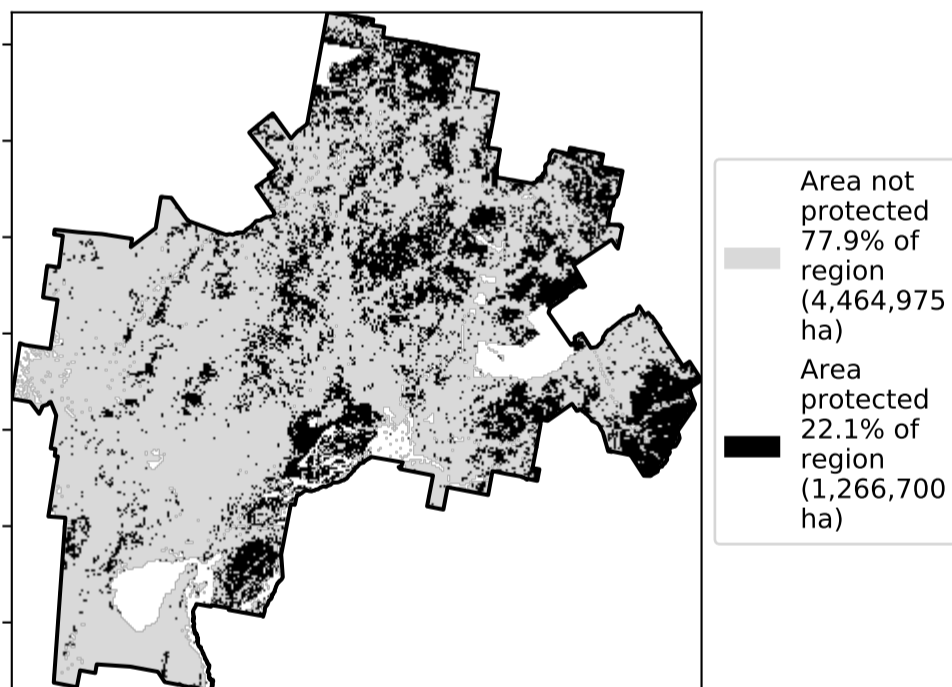 Area not
protected
77.9% of
region
(4,464,975
ha)
Area
protected
22.1% of
region
(1,266,700
ha)